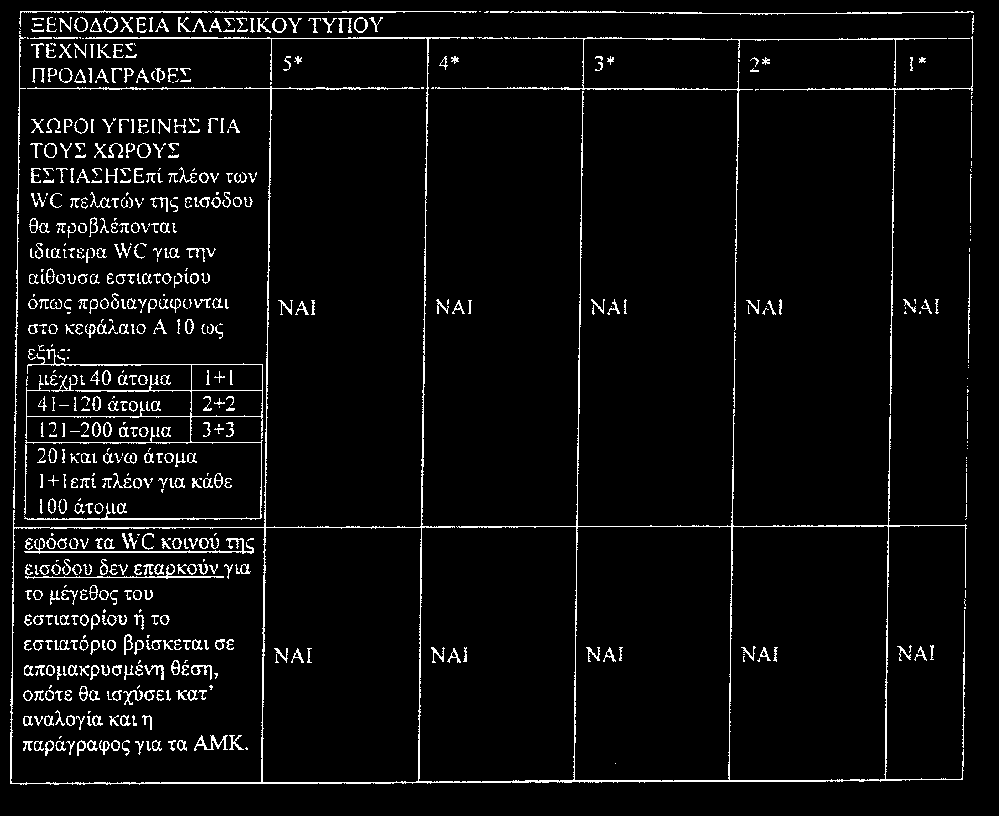 ΞΕΝΟΔΟΧΕΙΑ ΚΛΑΣΣΙΚΟΥ ΤΥΠΟΥ
ΤΕΧΝΙΚΕΣ
ΠΡΟΔΙΑΓΡΑΦΕΣ
5* 4* 3* 2* 1*
ΧΩΡΟΙ ΥΓΙΕΙΝΗΣ ΓΙΑ
ΤΟΥΣ ΧΩΡΟΥΣ
ΕΣΤΙΑΣΗΣΕπί πλέον των
WC πελατών της εισόδου
θα προβλέπονται
ιδιαίτερα WC για την
αίθουσα εστιατορίου
όπως προδιαγράφονται
στο κεφάλαιο Α 10 ως
εξής:
μέχρι 40 άτομα 1+1
41–120 άτομα 2+2
121–200 άτομα 3+3
201και άνω άτομα
1+1επί πλέον για κάθε
100 άτομα
ΝΑΙ ΝΑΙ ΝΑΙ ΝΑΙ ΝΑΙ
εφόσον τα WC κοινού της
εισόδου δεν επαρκούν για
το μέγεθος του
εστιατορίου ή το
εστιατόριο βρίσκεται σε
απομακρυσμένη θέση,
οπότε θα ισχύσει κατ’
αναλογία και η
παράγραφος για τα ΑΜΚ.
ΝΑΙ ΝΑΙ ΝΑΙ ΝΑΙ ΝΑΙ